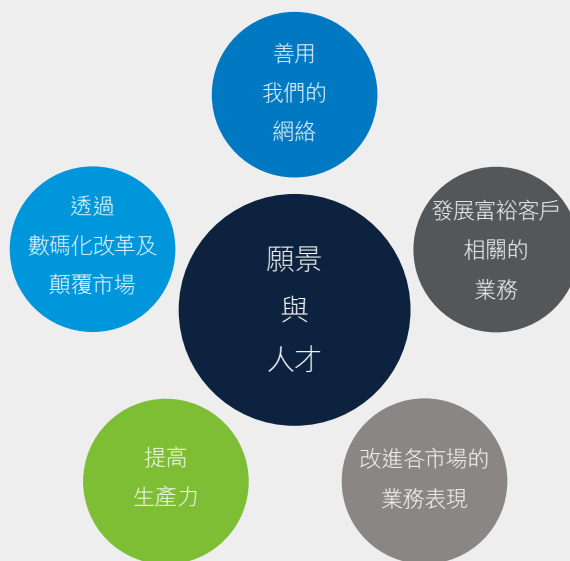 善用
我們的
網絡
透過
數碼化改革及
顛覆市場
發展富裕客戶
相關的
業務
願景
與
人才
提高
生產力
改進各市場的
業務表現